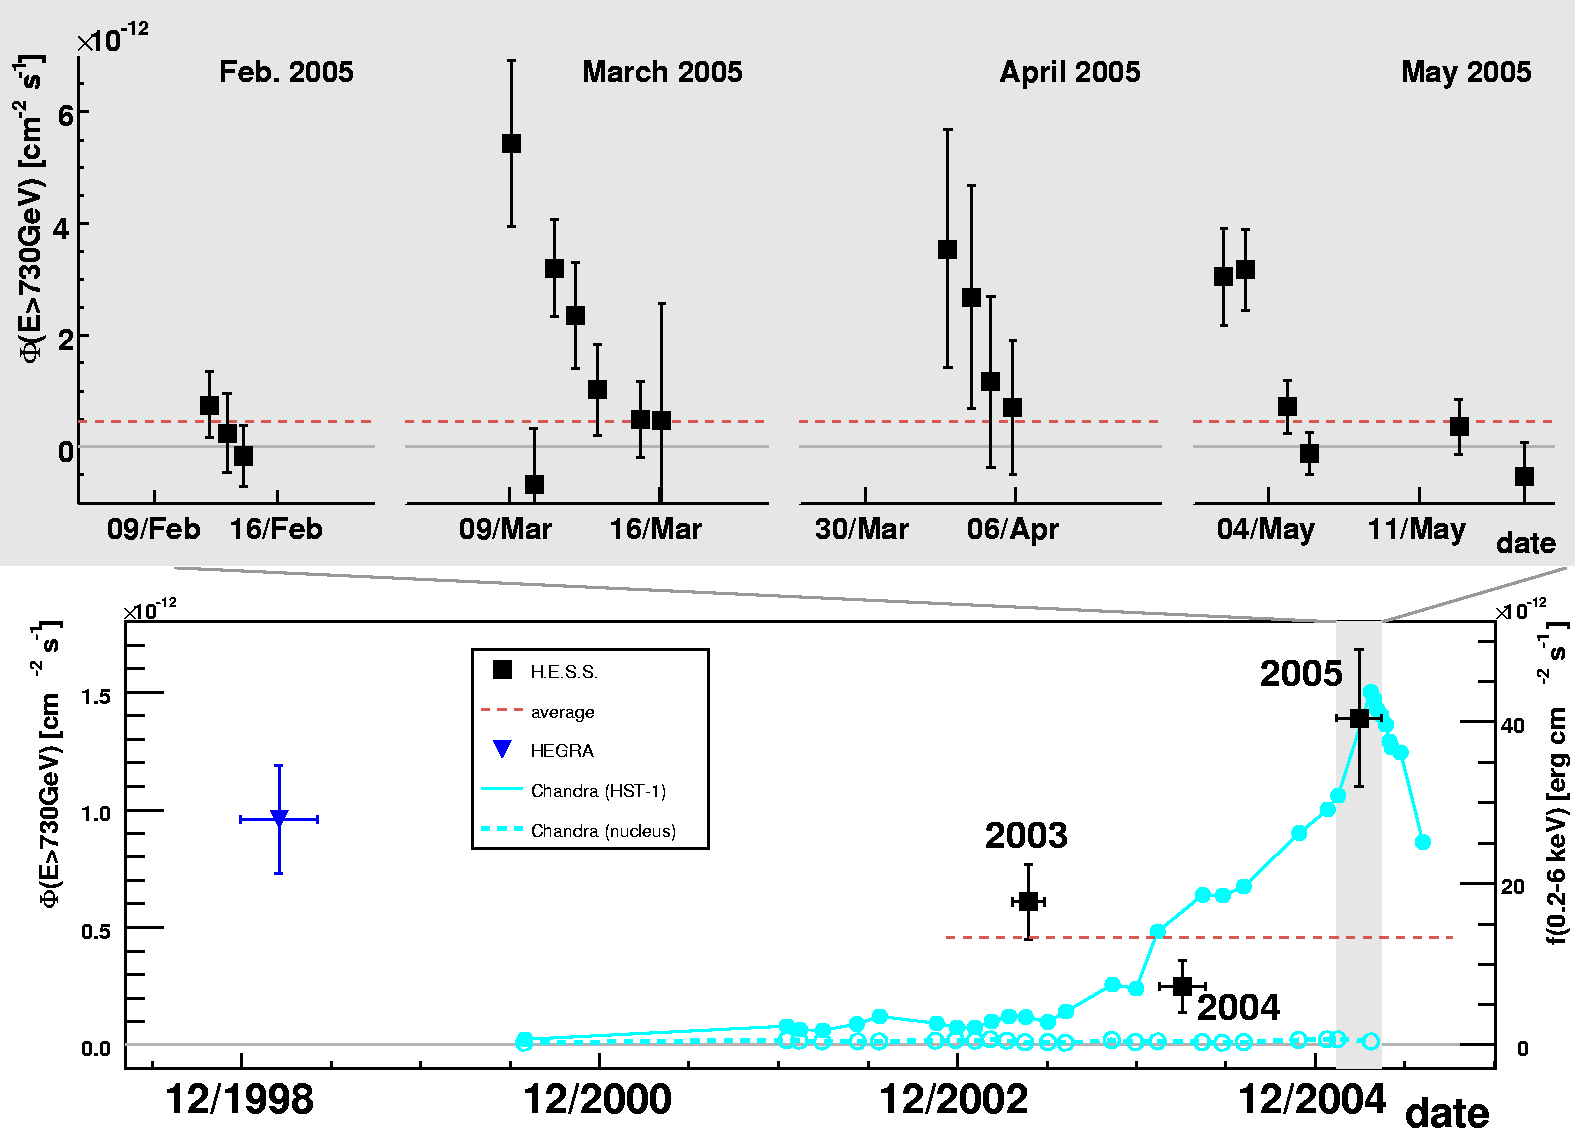 ×10⁻¹²
Feb. 2005 March 2005 April 2005 May 2005
Φ(E>730GeV) [cm⁻² s⁻¹]
6
4
2
0
09/Feb 16/Feb 09/Mar 16/Mar 30/Mar 06/Apr 04/May 11/May
date
×10⁻¹² ×10⁻¹²
Φ(E>730GeV) [cm⁻² s⁻¹]
1.5
1.0
0.5
0.0
H.E.S.S.
average
HEGRA
Chandra (HST-1)
Chandra (nucleus)
2003
2004
2005
40
20
0
f(0.2-6 keV) [erg cm⁻² s⁻¹]
12/1998 12/2000 12/2002 12/2004
date